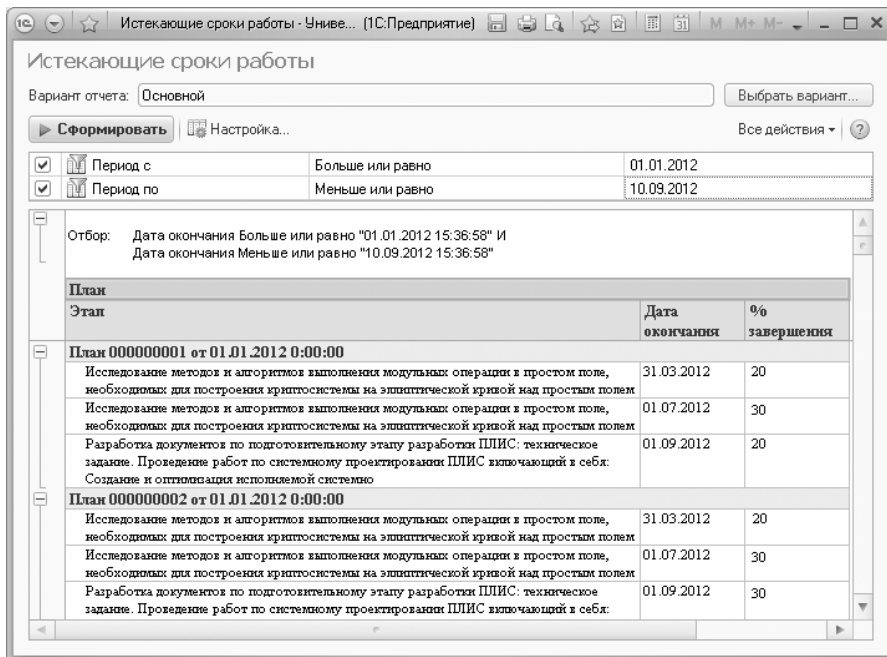 Истекающие сроки работы - Униве... (1С:Предприятие) M M+ M-
Истекающие сроки работы
Вариант отчета: Основной Выбрать вариант...
Сформировать Настройка... Все действия ?
Период с Больше или равно 01.01.2012
Период по Меньше или равно 10.09.2012
Отбор: Дата окончания Больше или равно "01.01.2012 15:36:58" И
Дата окончания Меньше или равно "10.09.2012 15:36:58"
План
Этап Дата окончания % завершения
План 000000001 от 01.01.2012 0:00:00
Исследование методов и алгоритмов выполнения модульных операции в простом поле, 31.03.2012 20
необходимых для построения криптосистемы на эллиптической кривой над простым полем
Исследование методов и алгоритмов выполнения модульных операции в простом поле, 01.07.2012 30
необходимых для построения криптосистемы на эллиптической кривой над простым полем
Разработка документов по подготовительному этапу разработки ПЛИС: техническое 01.09.2012 20
задание. Проведение работ по системному проектировании ПЛИС включающий в себя:
Создание и оптимизация исполняемой системно
План 000000002 от 01.01.2012 0:00:00
Исследование методов и алгоритмов выполнения модульных операции в простом поле, 31.03.2012 20
необходимых для построения криптосистемы на эллиптической кривой над простым полем
Исследование методов и алгоритмов выполнения модульных операции в простом поле, 01.07.2012 30
необходимых для построения криптосистемы на эллиптической кривой над простым полем
Разработка документов по подготовительному этапу разработки ПЛИС: техническое 01.09.2012 30
задание. Проведение работ по системному проектировании ПЛИС включающий в себя: